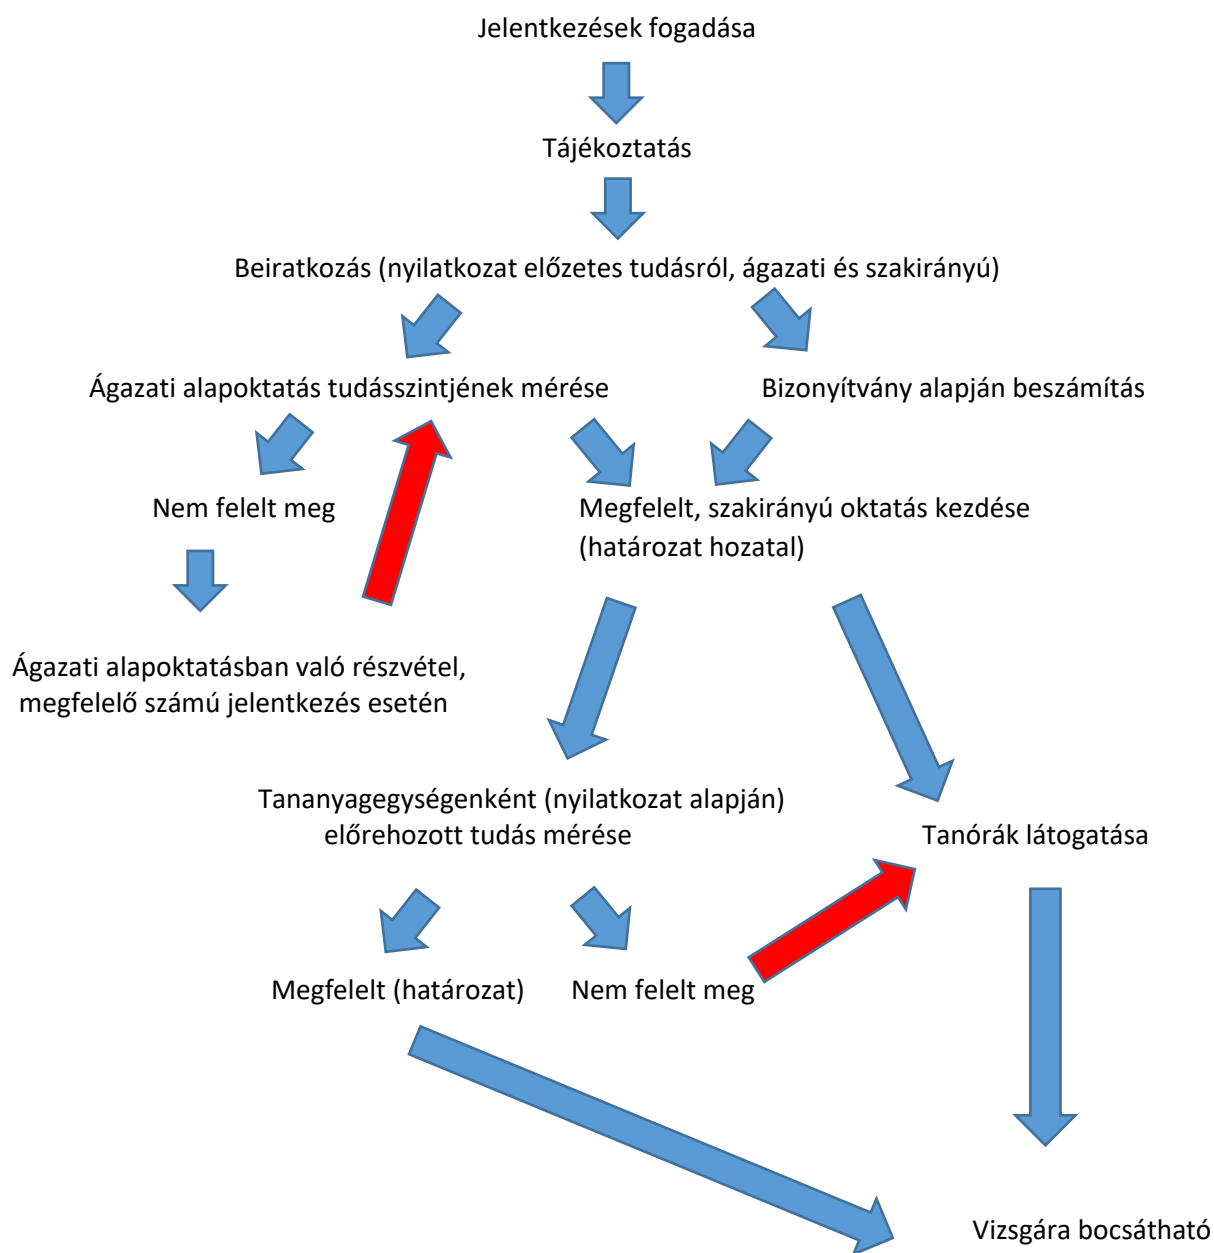 Jelentkezések fogadása
Tájékoztatás
Beiratkozás (nyilatkozat előzetes tudásról, ágazati és szakirányú)
Ágazati alapoktatás tudásszintjének mérése
Bizonyítvány alapján beszámítás
Nem felelt meg
Megfelelt, szakirányú oktatás kezdése
(határozat hozatal)
Ágazati alapoktatásban való részvétel,
megfelelő számú jelentkezés esetén
Tananyagegységenként (nyilatkozat alapján)
előrehozott tudás mérése
Tanórák látogatása
Megfelelt (határozat)
Nem felelt meg
Vizsgára bocsátható